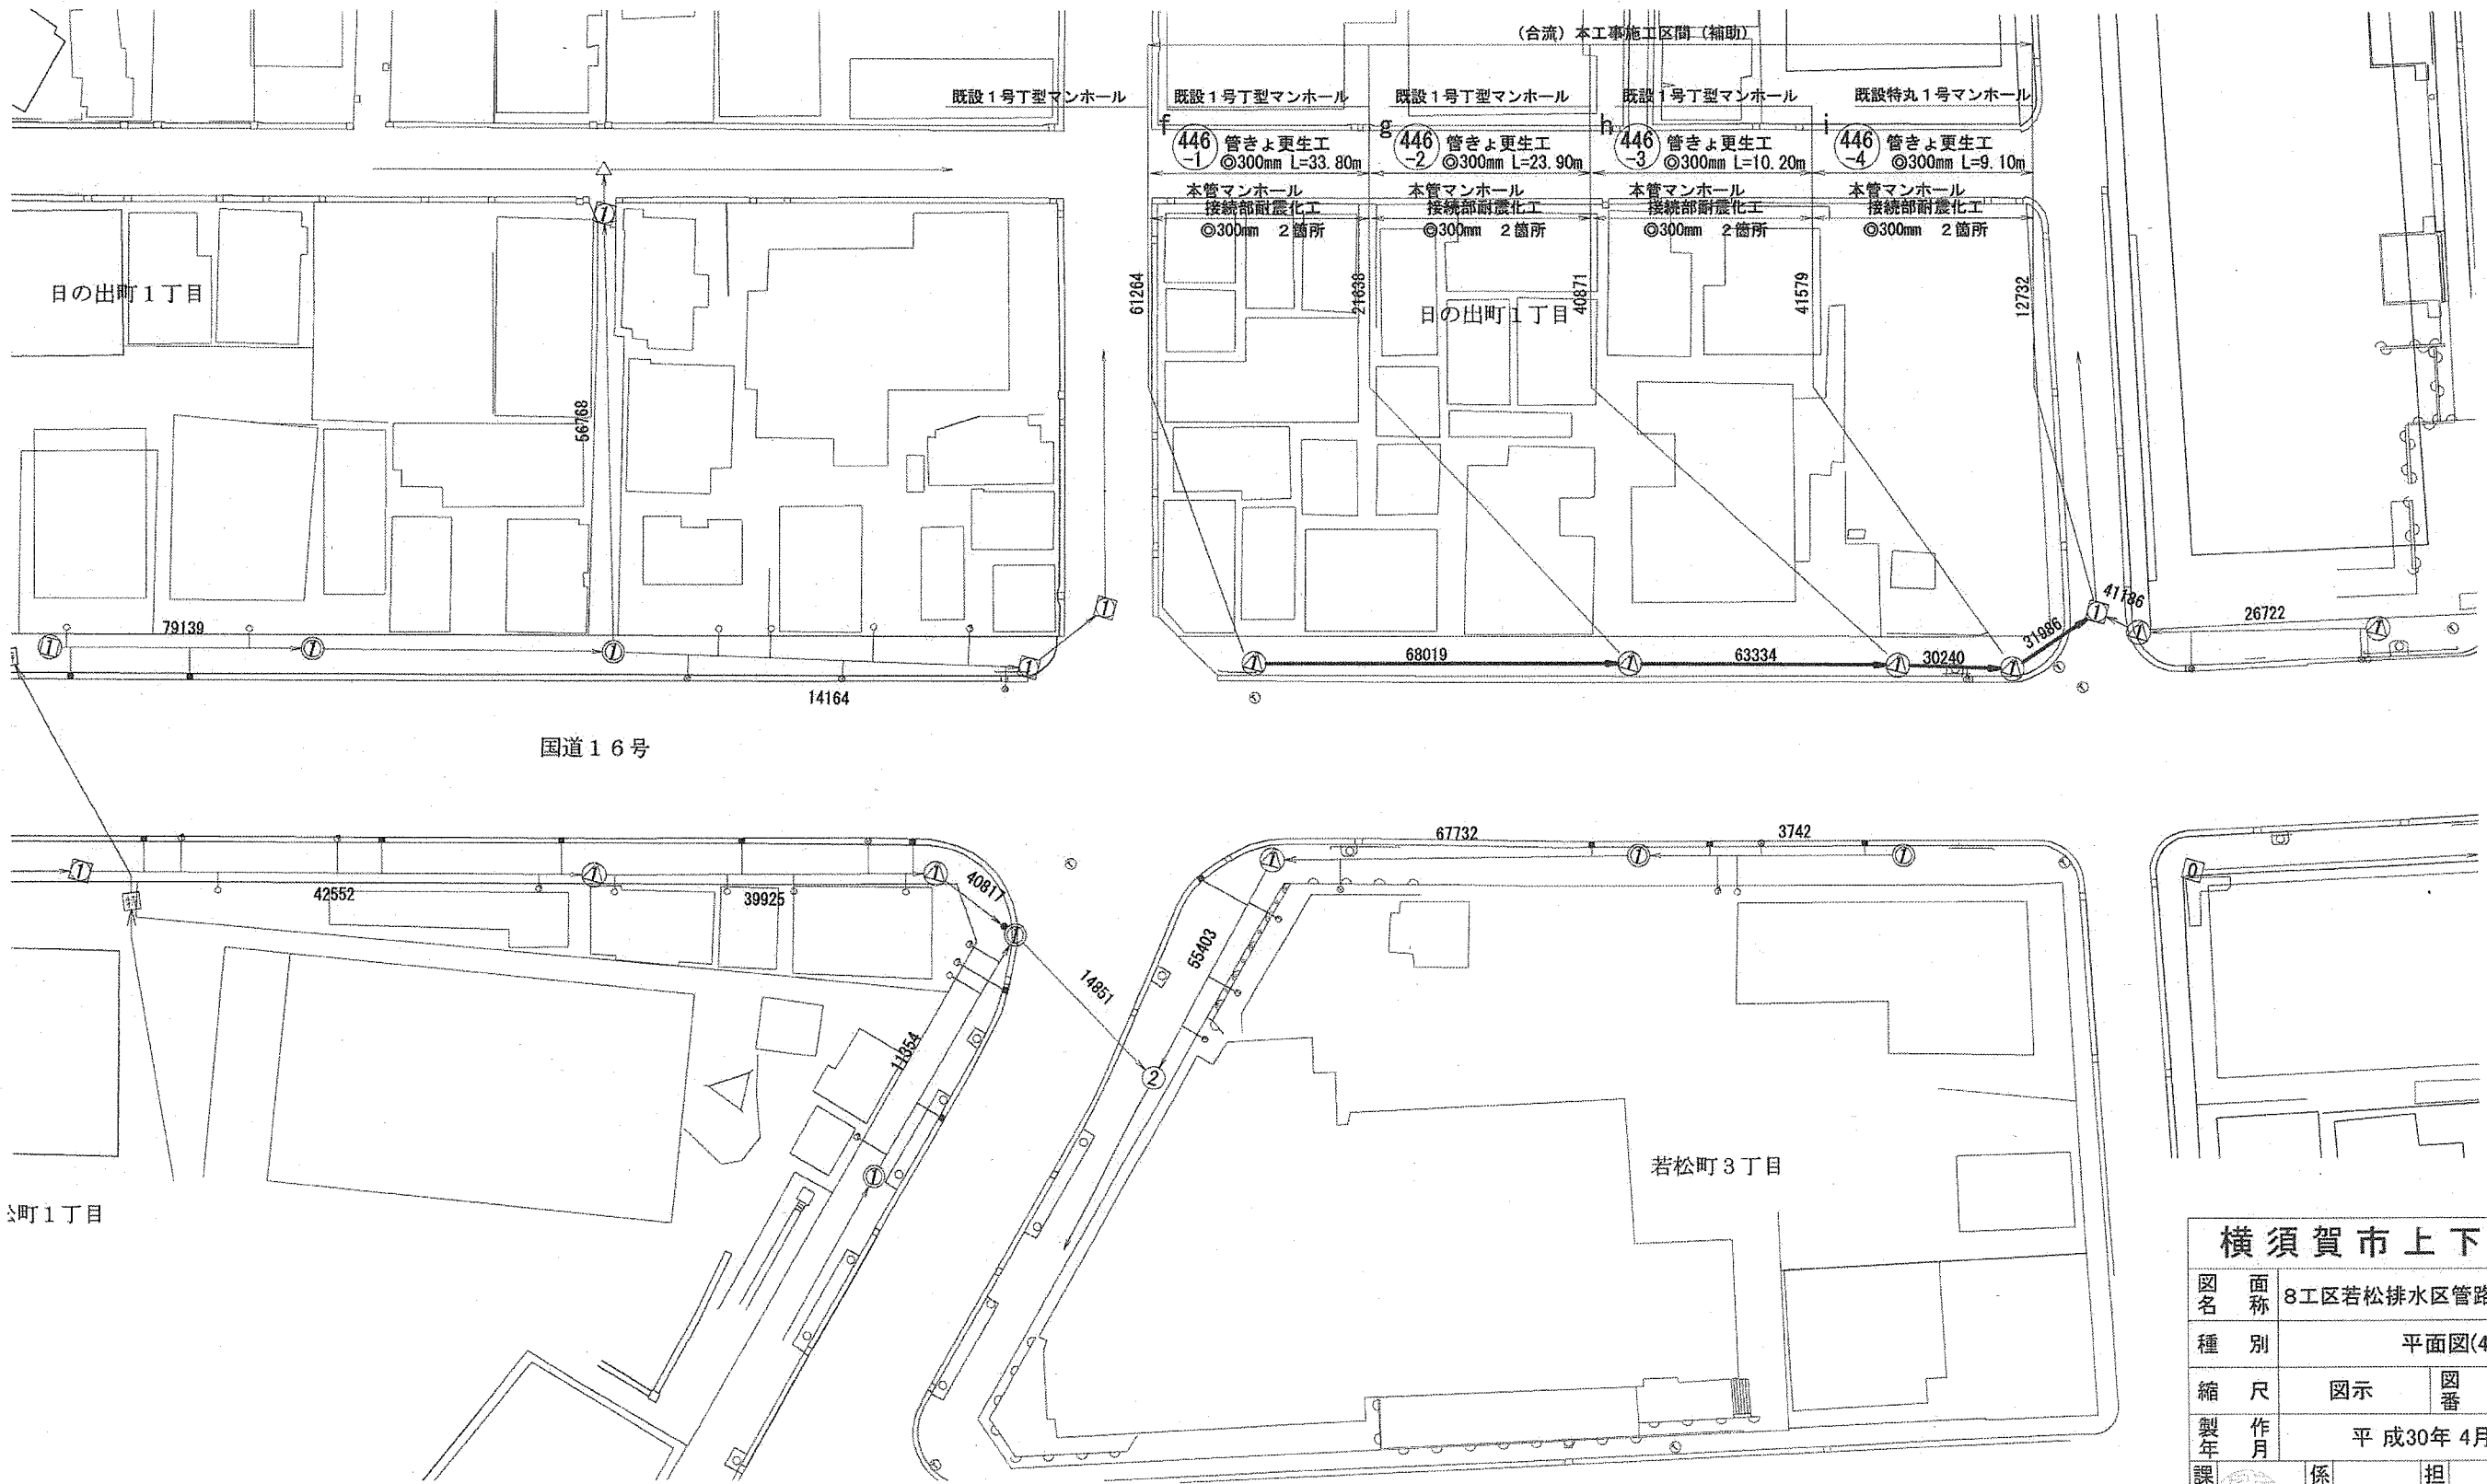 (合流)本工事施工区間(補助)
既設1号丁型マンホール
既設1号丁型マンホール
既設1号丁型マンホール
既設1号丁型マンホール
既設特丸1号マンホール
f
446
-1
管きょ更生工
◎300mm L=33.80m
g
446
-2
管きょ更生工
◎300mm L=23.90m
h
446
-3
管きょ更生工
◎300mm L=10.20m
i
446
-4
管きょ更生工
◎300mm L=9.10m
本管マンホール
接続部耐震化工
◎300mm 2箇所
本管マンホール
接続部耐震化工
◎300mm 2箇所
本管マンホール
接続部耐震化工
◎300mm 2箇所
本管マンホール
接続部耐震化工
◎300mm 2箇所
61264
21638
40871
41579
12732
日の出町1丁目
日の出町1丁目
56768
79139
14164
68019
63334
30240
31986
41186
26722
国道16号
42552
39925
40817
14851
11354
55403
67732
3742
2
0
若松町3丁目
松町1丁目
横須賀市上下
図面名称 8工区若松排水区管路
種別 平面図(4
縮尺 図示 図番
製作年月 平成30年 4月
課 係 担